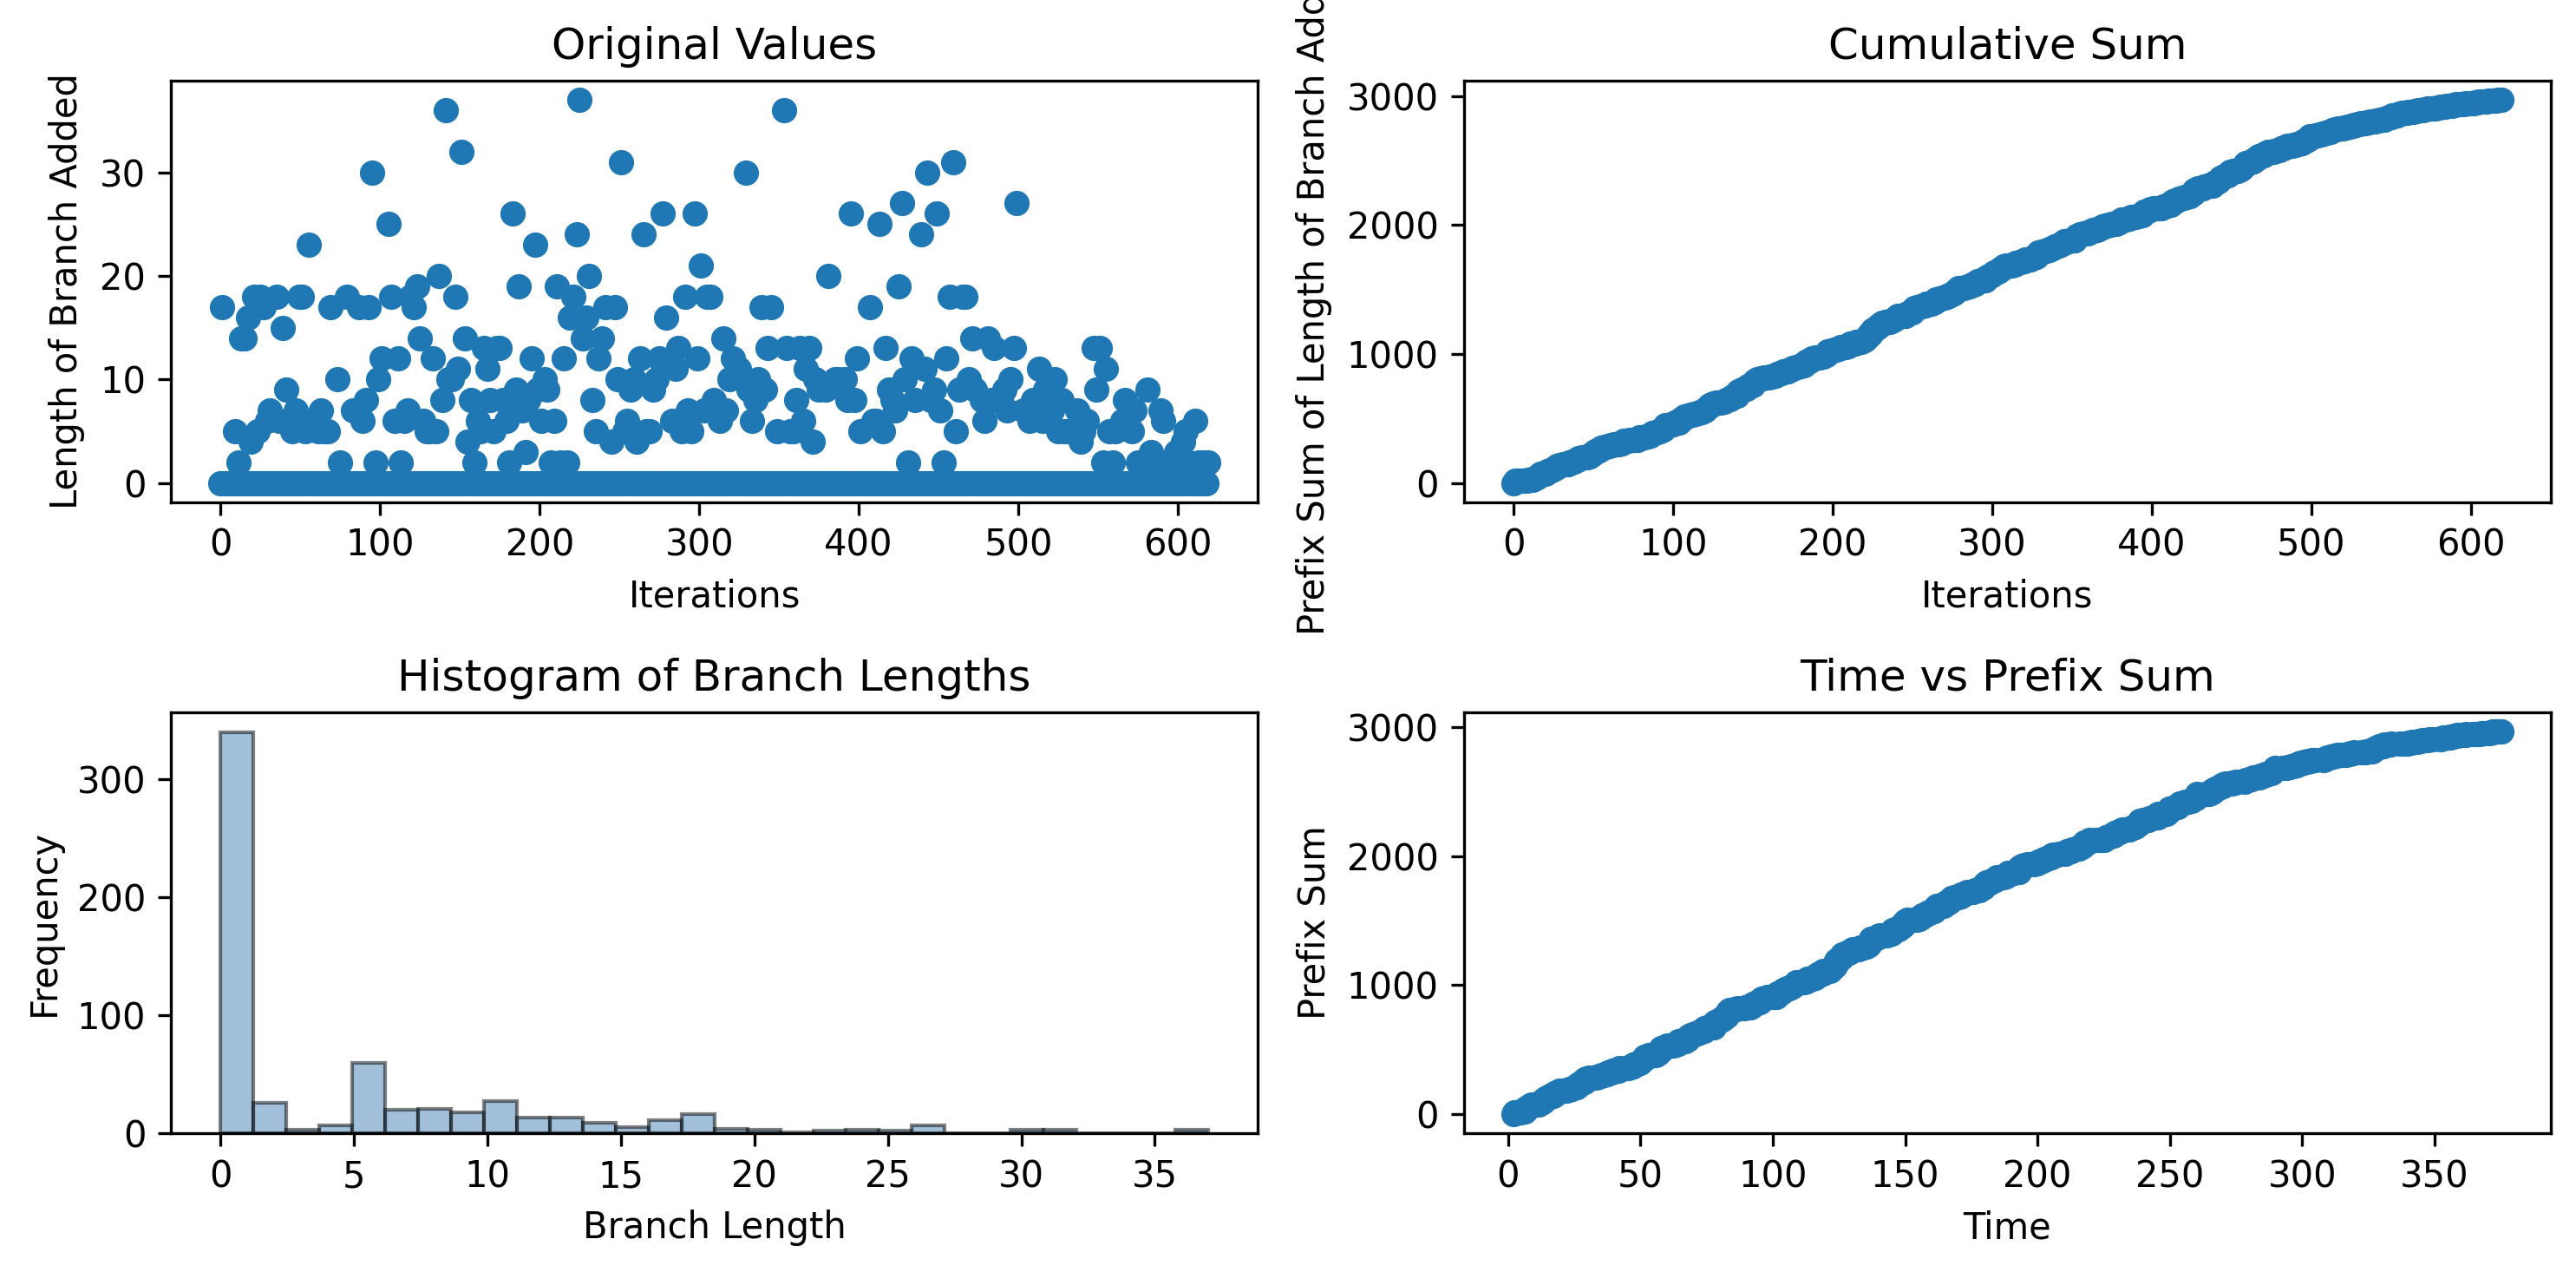 Original Values
Length of Branch Added
30
20
10
0
0 100 200 300 400 500 600
Iterations
Cumulative Sum
Prefix Sum of Length of Branch
3000
2000
1000
0
0 100 200 300 400 500 600
Iterations
Histogram of Branch Lengths
Frequency
300
200
100
0
0 5 10 15 20 25 30 35
Branch Length
Time vs Prefix Sum
Prefix Sum
3000
2000
1000
0
0 50 100 150 200 250 300 350
Time